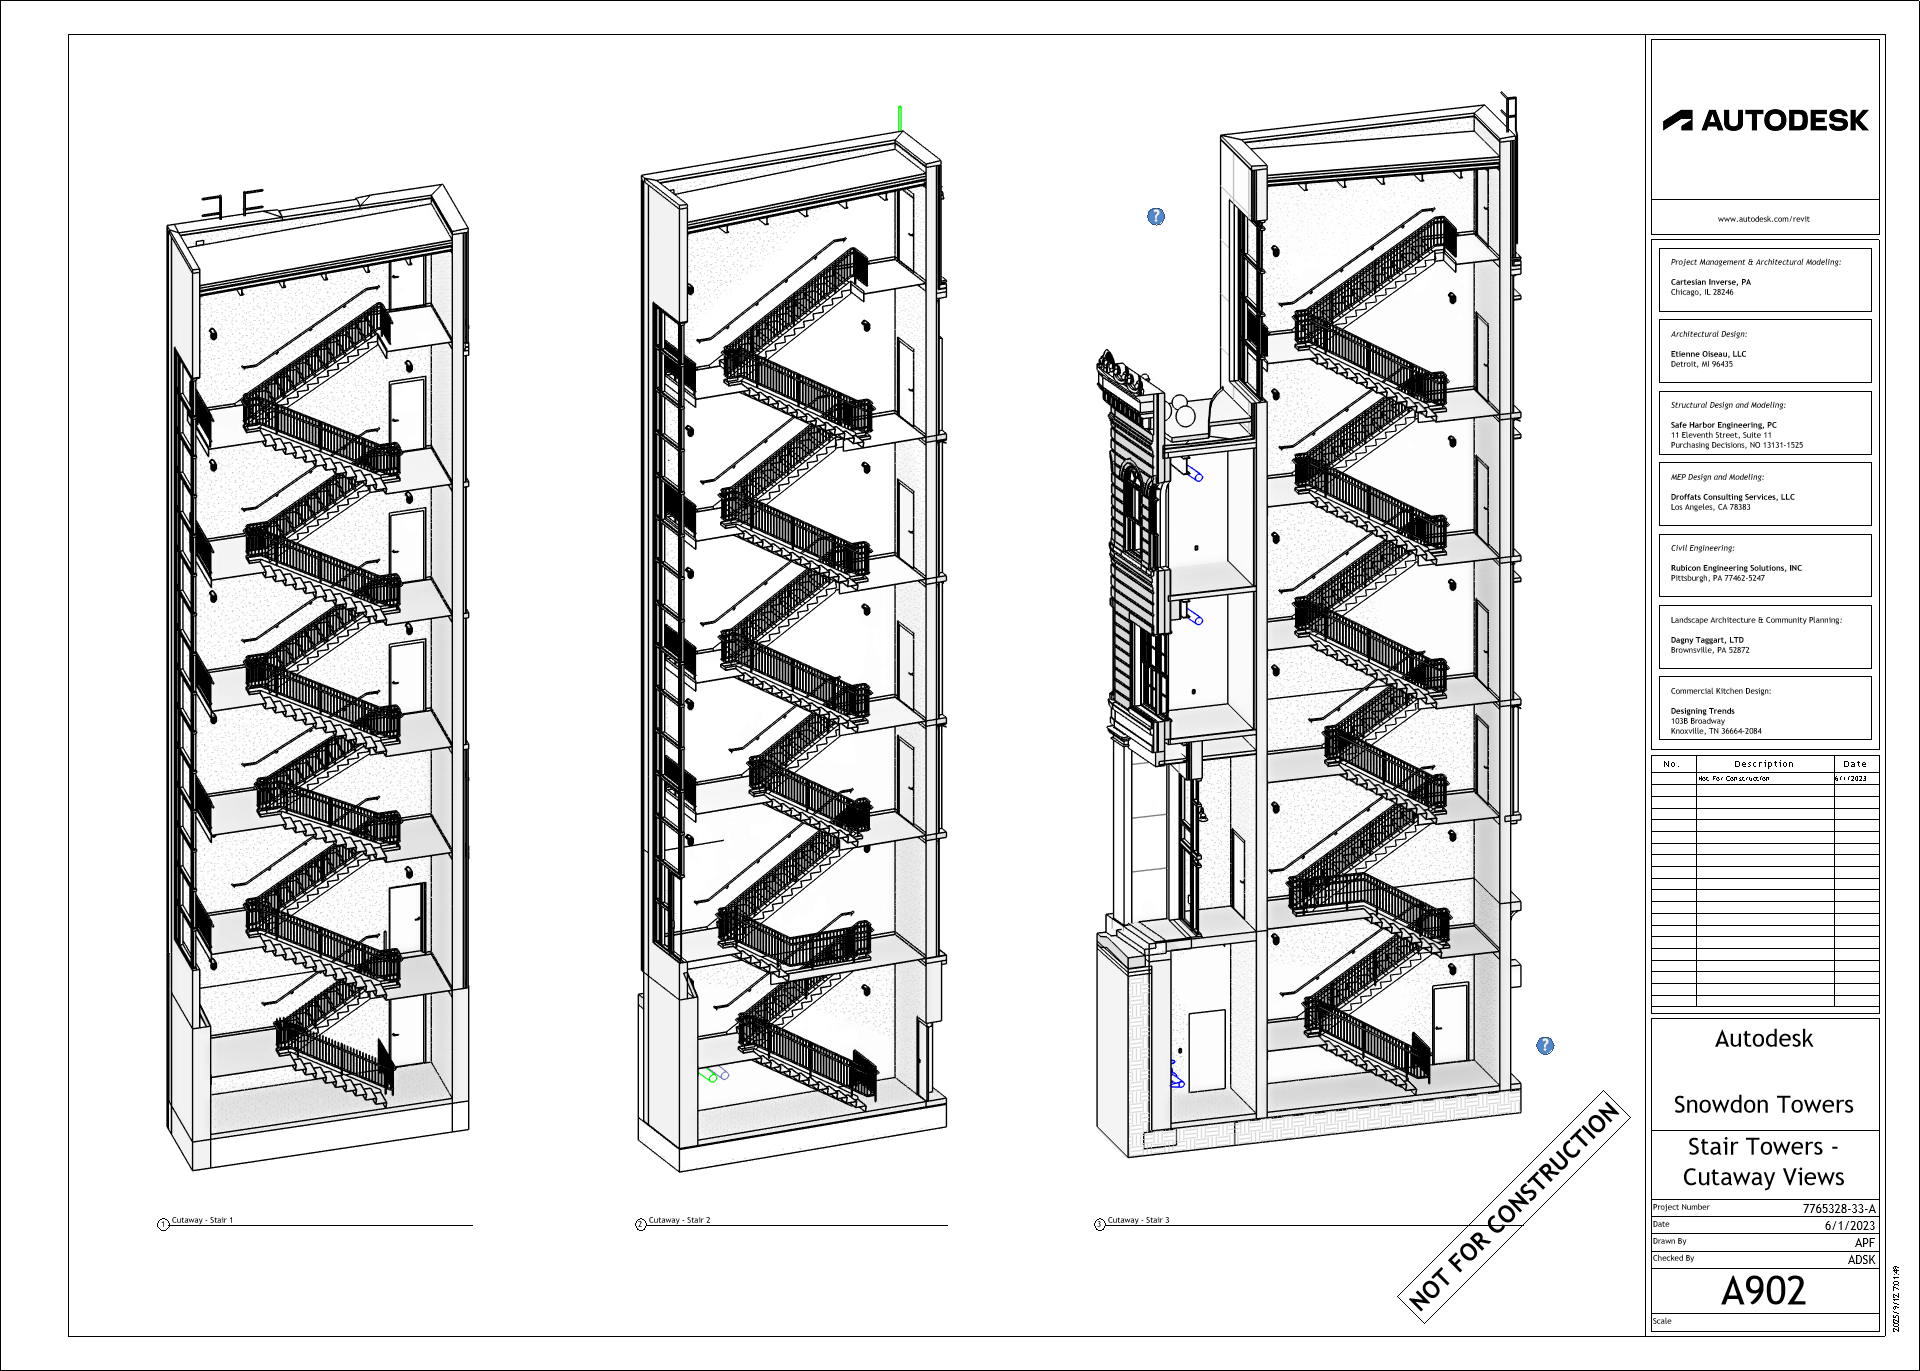 AUTODESK
www.autodesk.com/revit
Project Management & Architectural Modeling:
Cartesian Inverse, PA
Chicago, IL 28246
Architectural Design:
Etienne Oiseau, LLC
Detroit, MI 96435
Structural Design and Modeling:
Safe Harbor Engineering, PC
11 Eleventh Street, Suite 11
Purchasing Decisions, NO 13131-1525
MEP Design and Modeling:
Droffats Consulting Services, LLC
Los Angeles, CA 78383
Civil Engineering:
Rubicon Engineering Solutions, INC
Pittsburgh, PA 77462-5247
Landscape Architecture & Community Planning:
Dagny Taggart, LTD
Brownsville, PA 52872
Commercial Kitchen Design:
Designing Trends
103B Broadway
Knoxville, TN 36664-2084
No. Description Date
Not For Construction 6/1/2023
Autodesk
Snowdon Towers
Stair Towers -
Cutaway Views
Project Number 7765328-33-A
Date 6/1/2023
Drawn By APF
Checked By ADSK
A902
Scale
2025/9/12 7:01:49
1 Cutaway - Stair 1
2 Cutaway - Stair 2
3 Cutaway - Stair 3
NOT FOR CONSTRUCTION
?
?